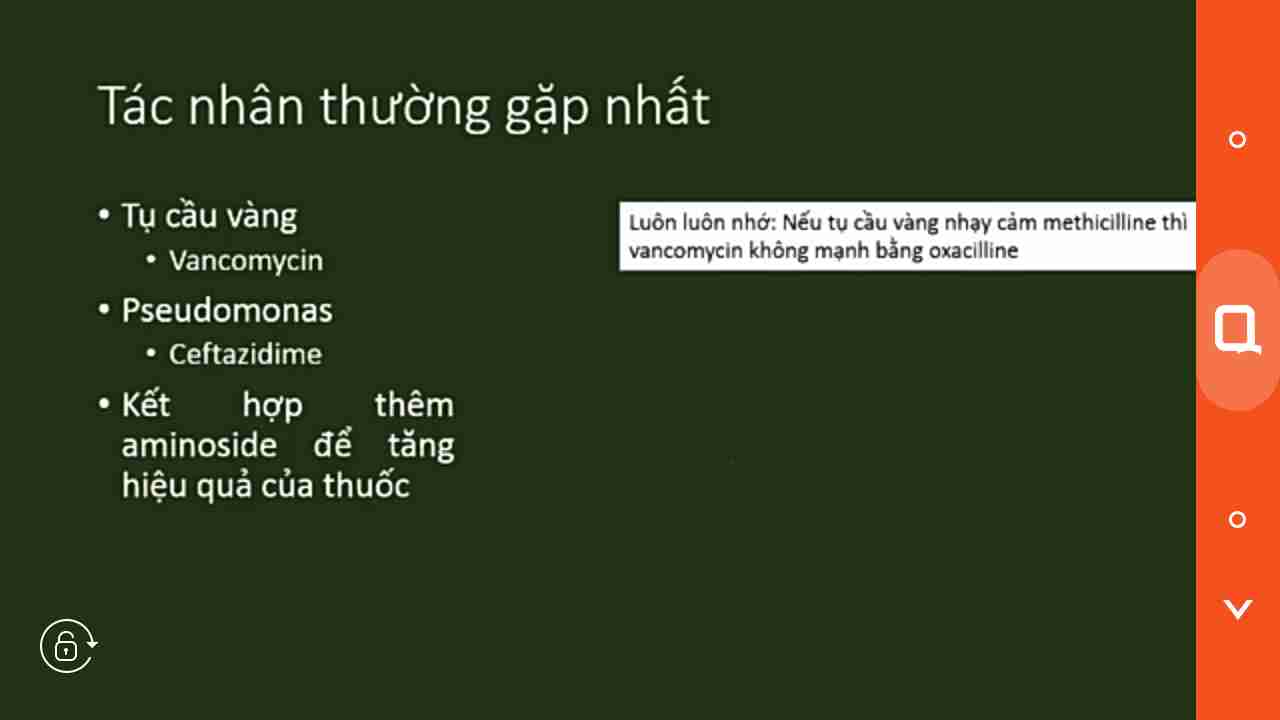 Tác nhân thường gặp nhất
• Tụ cầu vàng
• Vancomycin
• Pseudomonas
• Ceftazidime
• Kết hợp thêm
aminoside để tăng
hiệu quả của thuốc
Luôn luôn nhớ: Nếu tụ cầu vàng nhạy cảm methicilline thì
vancomycin không mạnh bằng oxacilline